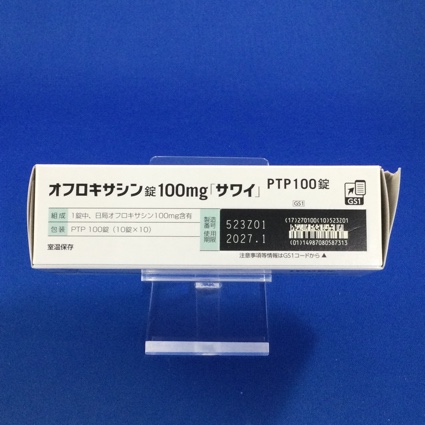 オフロキサシン錠100mg「サワイ」 PTP100錠
GS1
GS1
組成 1錠中、日局オフロキサシン100mg含有
包装 PTP 100錠（10錠×10）
室温保存
製造番号 523Z01
使用期限 2027.1
(17)270100(10)523Z01
(01)14987080587313
注意事項等情報はGS1コードから▲